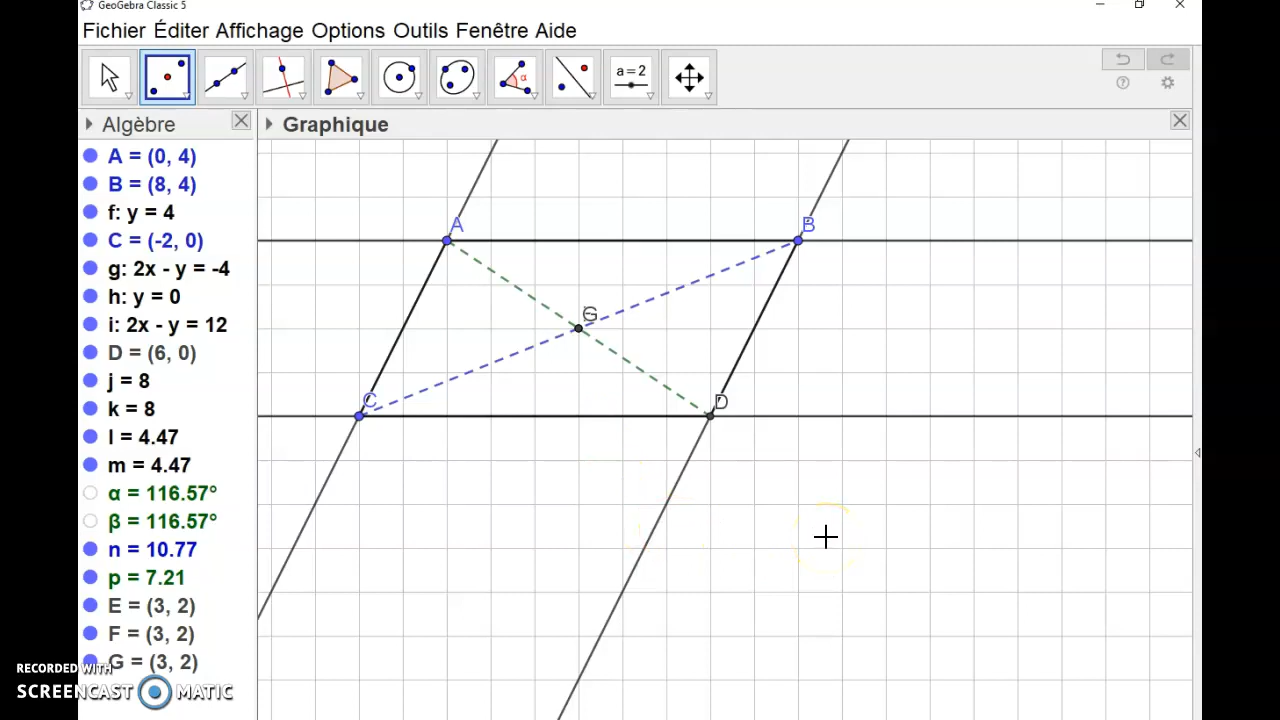 GeoGebra Classic 5
Fichier Éditer Affichage Options Outils Fenêtre Aide
α
a = 2
Algèbre
Graphique
A = (0, 4)
B = (8, 4)
f: y = 4
C = (-2, 0)
g: 2x - y = -4
h: y = 0
i: 2x - y = 12
D = (6, 0)
j = 8
k = 8
l = 4.47
m = 4.47
α = 116.57°
β = 116.57°
n = 10.77
p = 7.21
E = (3, 2)
F = (3, 2)
G = (3, 2)
A
B
G
C
D
RECORDED WITH
SCREENCAST MATIC